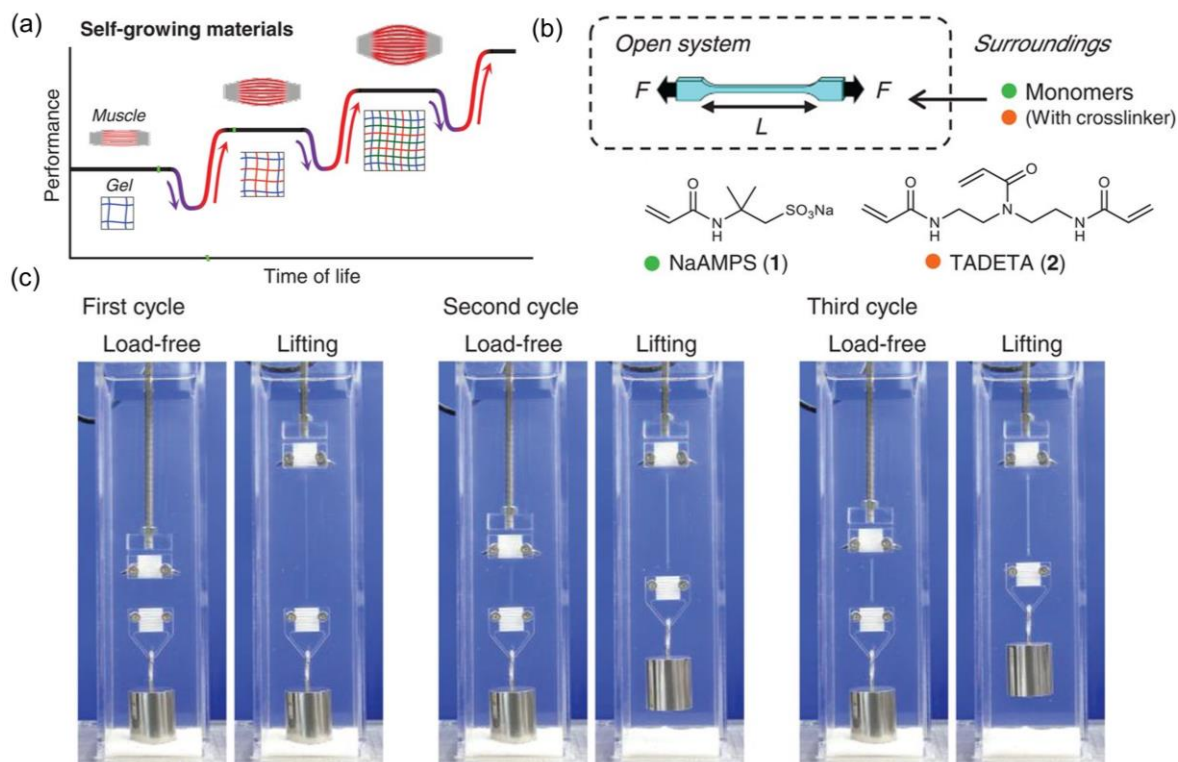 (a)
Self-growing materials
Performance
Muscle
Gel
Time of life
(b)
Open system
Surroundings
F
F
L
Monomers
(With crosslinker)
O
N
H
SO₃Na
NaAMPS (1)
O
N
H
O
N
N
H
O
TADETA (2)
(c)
First cycle
Second cycle
Third cycle
Load-free
Lifting
Load-free
Lifting
Load-free
Lifting